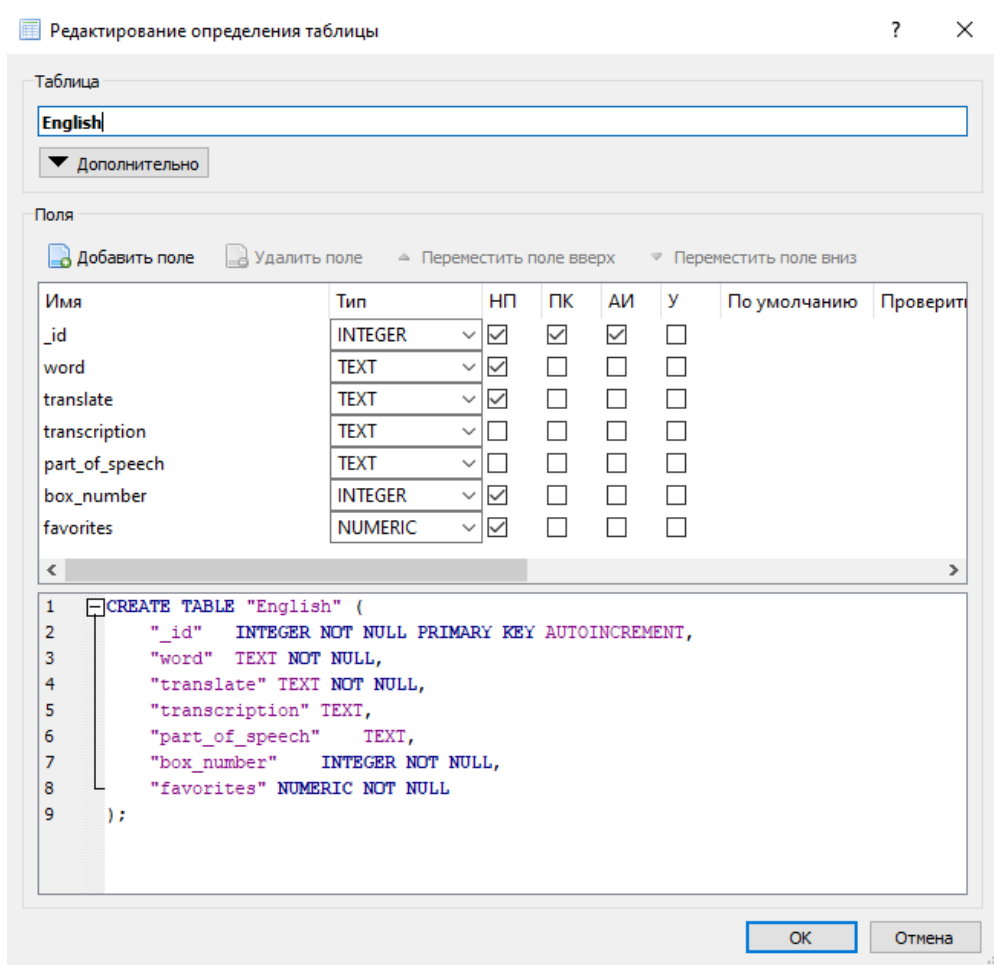 Редактирование определения таблицы ?
Таблица
English
Дополнительно
Поля
Добавить поле Удалить поле Переместить поле вверх Переместить поле вниз
Имя Тип НП ПК АИ У По умолчанию Проверить
_id INTEGER
word TEXT
translate TEXT
transcription TEXT
part_of_speech TEXT
box_number INTEGER
favorites NUMERIC
1 CREATE TABLE "English" (
2 "_id" INTEGER NOT NULL PRIMARY KEY AUTOINCREMENT,
3 "word" TEXT NOT NULL,
4 "translate" TEXT NOT NULL,
5 "transcription" TEXT,
6 "part_of_speech" TEXT,
7 "box_number" INTEGER NOT NULL,
8 "favorites" NUMERIC NOT NULL
9 );
OK Отмена